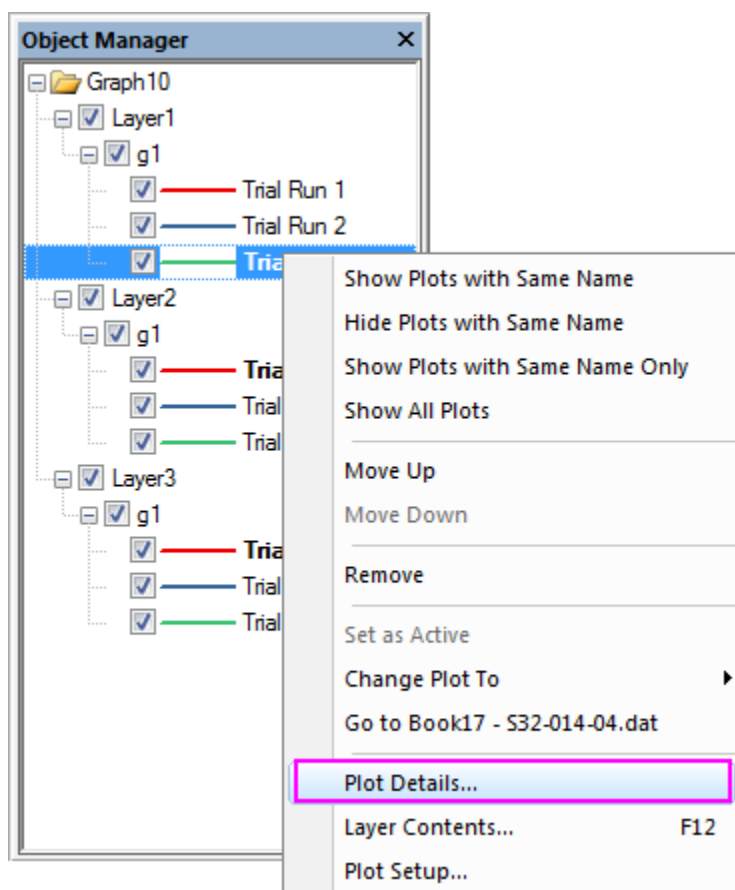 Object Manager
Graph10
Layer1
g1
Trial Run 1
Trial Run 2
Layer2
g1
Trial
Trial
Layer3
g1
Trial
Trial
Show Plots with Same Name
Hide Plots with Same Name
Show Plots with Same Name Only
Show All Plots
Move Up
Move Down
Remove
Set as Active
Change Plot To
Go to Book17 - S32-014-04.dat
Plot Details...
Layer Contents... F12
Plot Setup...